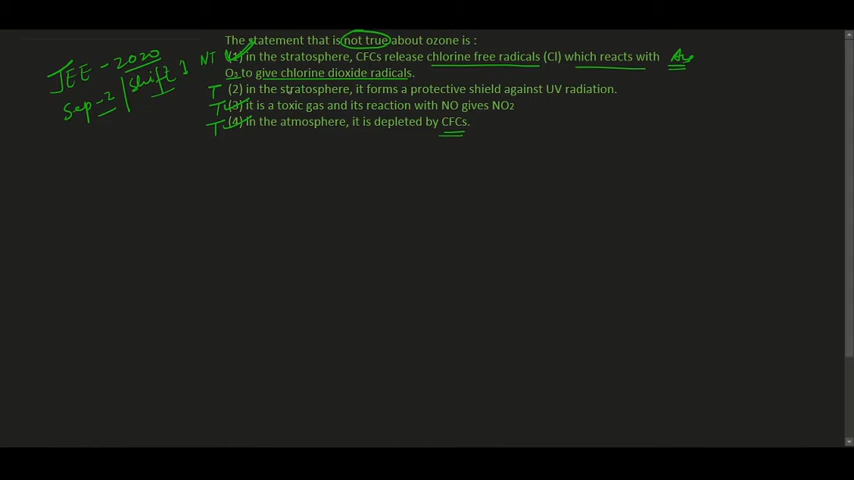 The statement that is not true about ozone is :
JEE - 2020
NT (1) in the stratosphere, CFCs release chlorine free radicals (Cl) which reacts with Ans
O₃ to give chlorine dioxide radicals.
Sep-2 | Shift
T (2) in the stratosphere, it forms a protective shield against UV radiation.
T (3) it is a toxic gas and its reaction with NO gives NO2
T (4) in the atmosphere, it is depleted by CFCs.